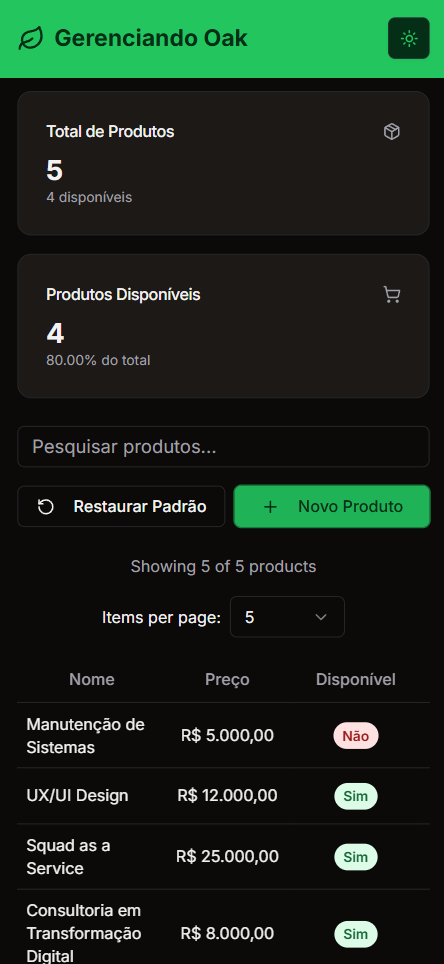 Gerenciando Oak
Total de Produtos
5
4 disponíveis
Produtos Disponíveis
4
80.00% do total
Pesquisar produtos...
Restaurar Padrão
Novo Produto
Showing 5 of 5 products
Items per page: 5
Nome Preço Disponível
Manutenção de
Sistemas
R$ 5.000,00 Não
UX/UI Design R$ 12.000,00 Sim
Squad as a
Service
R$ 25.000,00 Sim
Consultoria em
Transformação
Digital
R$ 8.000,00 Sim